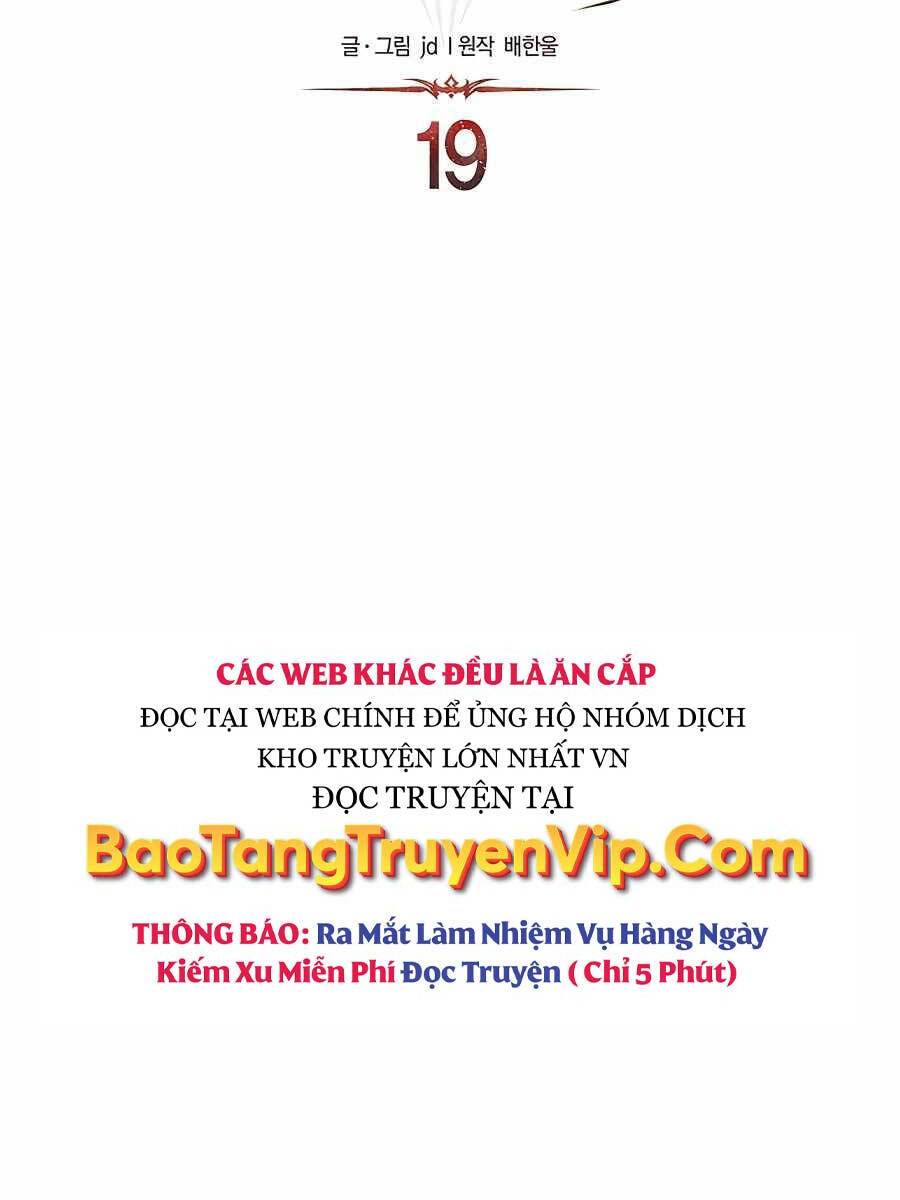 글·그림 jd ㅣ원작 배한울
19
CÁC WEB KHÁC ĐỀU LÀ ĂN CẮP
ĐỌC TẠI WEB CHÍNH ĐỂ ỦNG HỘ NHÓM DỊCH
KHO TRUYỆN LỚN NHẤT VN
ĐỌC TRUYỆN TẠI
BaoTangTruyenVip.Com
THÔNG BÁO: Ra Mắt Làm Nhiệm Vụ Hàng Ngày
Kiếm Xu Miễn Phí Đọc Truyện ( Chỉ 5 Phút)